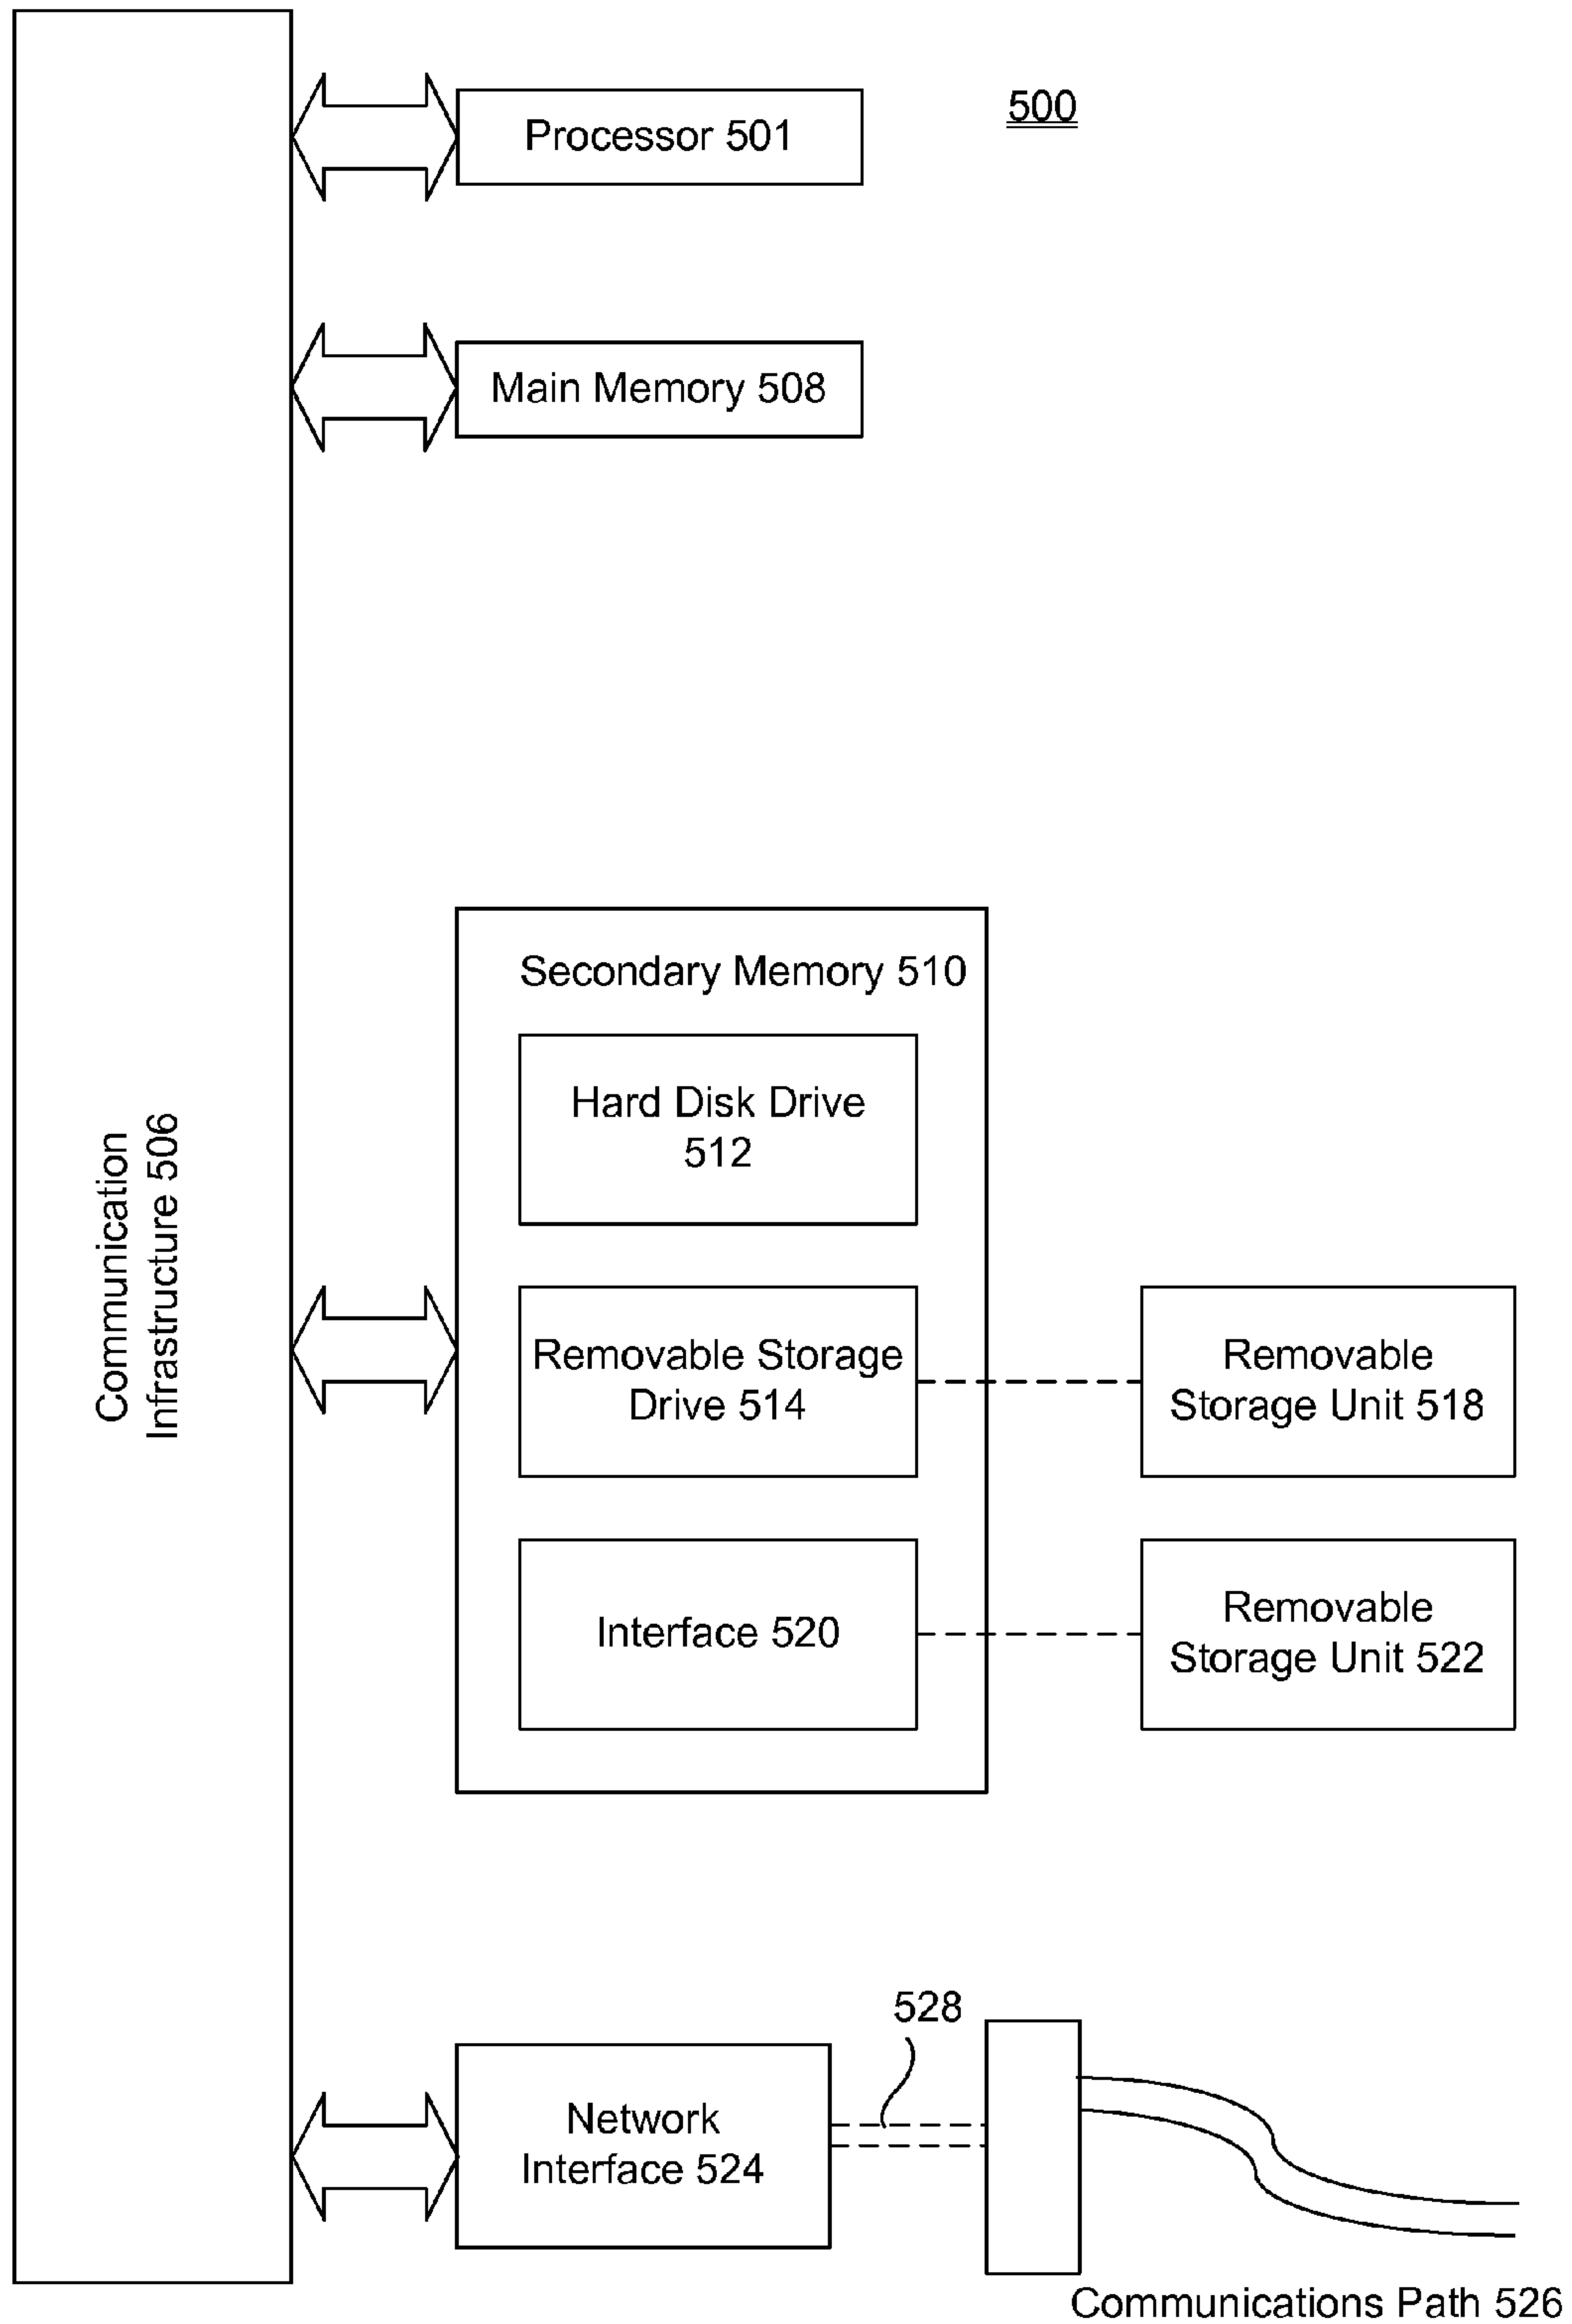 500
Processor 501
Main Memory 508
Communication
Infrastructure 506
Secondary Memory 510
Hard Disk Drive
512
Removable Storage
Drive 514
Removable
Storage Unit 518
Interface 520
Removable
Storage Unit 522
528
Network
Interface 524
Communications Path 526